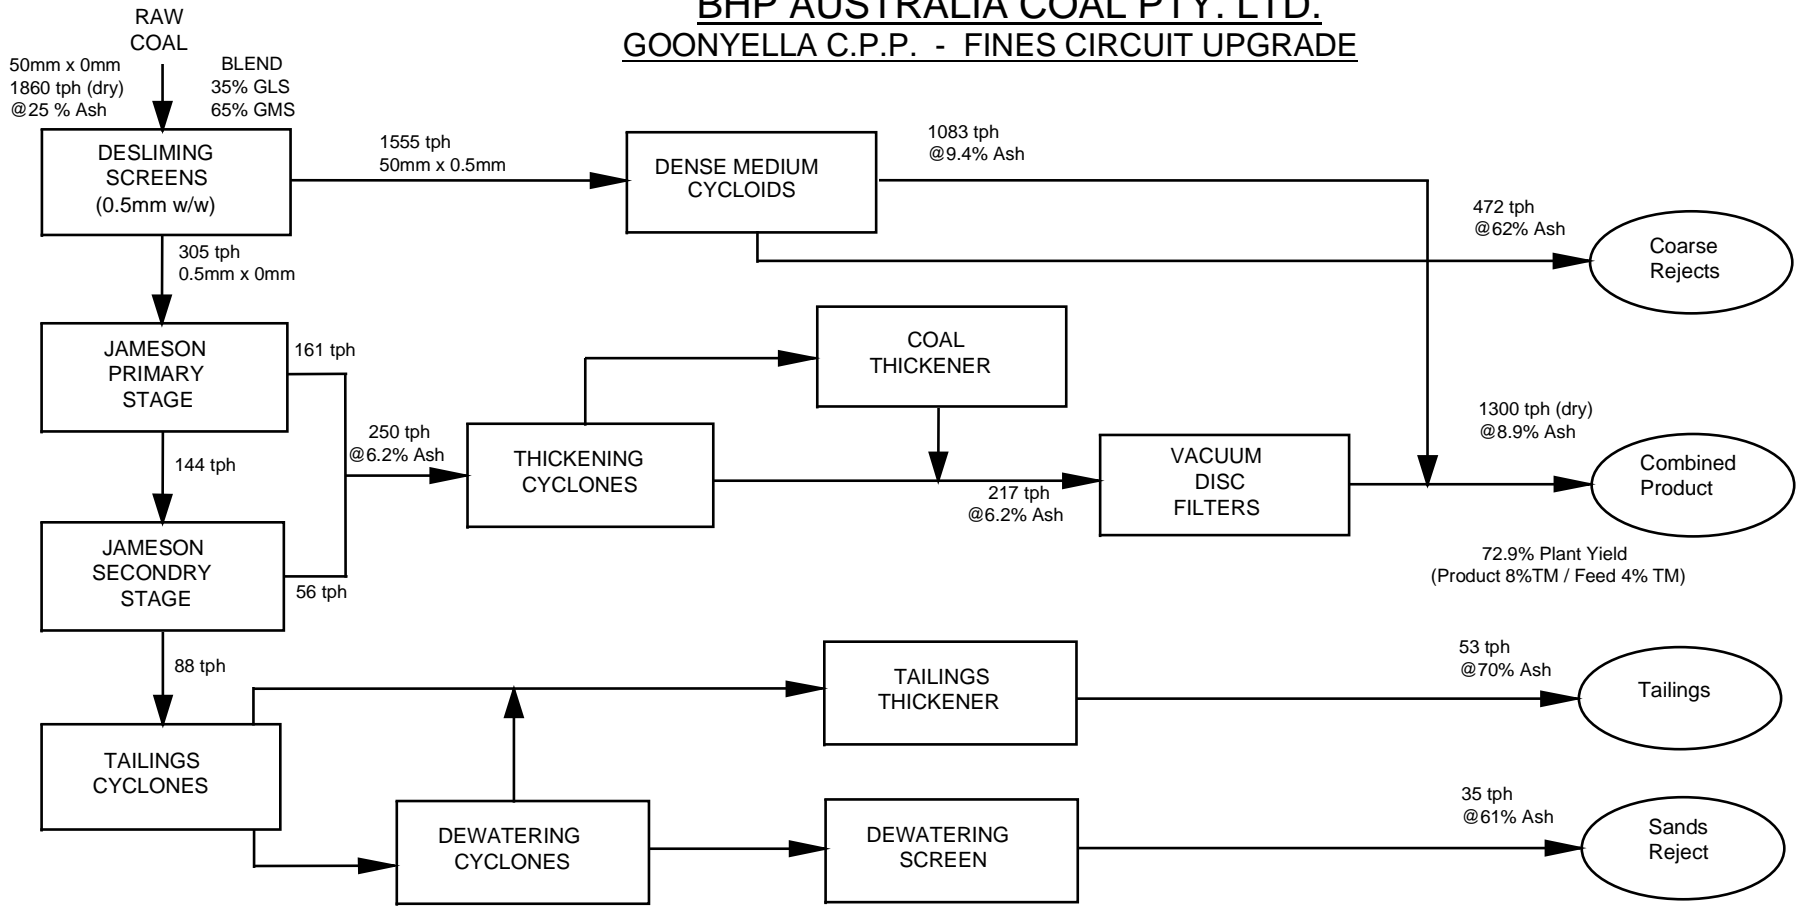 BHP AUSTRALIA COAL PTY. LTD.
GOONYELLA C.P.P. - FINES CIRCUIT UPGRADE
RAW
COAL
50mm x 0mm
1860 tph (dry)
@25 % Ash
BLEND
35% GLS
65% GMS
DESLIMING
SCREENS
(0.5mm w/w)
1555 tph
50mm x 0.5mm
DENSE MEDIUM
CYCLOIDS
1083 tph
@9.4% Ash
472 tph
@62% Ash
Coarse
Rejects
305 tph
0.5mm x 0mm
JAMESON
PRIMARY
STAGE
161 tph
COAL
THICKENER
250 tph
@6.2% Ash
THICKENING
CYCLONES
217 tph
@6.2% Ash
VACUUM
DISC
FILTERS
1300 tph (dry)
@8.9% Ash
Combined
Product
72.9% Plant Yield
(Product 8%TM / Feed 4% TM)
144 tph
JAMESON
SECONDRY
STAGE
56 tph
88 tph
TAILINGS
CYCLONES
TAILINGS
THICKENER
53 tph
@70% Ash
Tailings
DEWATERING
CYCLONES
DEWATERING
SCREEN
35 tph
@61% Ash
Sands
Reject